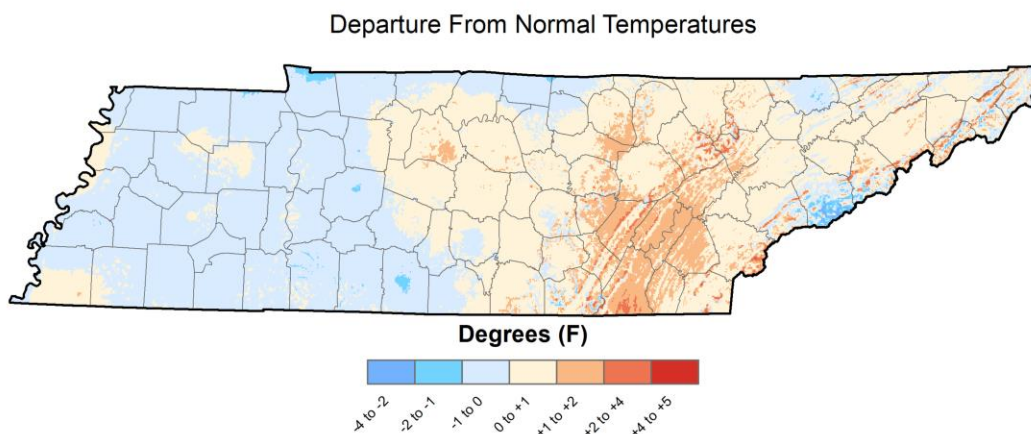 Departure From Normal Temperatures
Degrees (F)
-4 to -2
-2 to -1
-1 to 0
0 to +1
+1 to +2
+2 to +4
+4 to +5